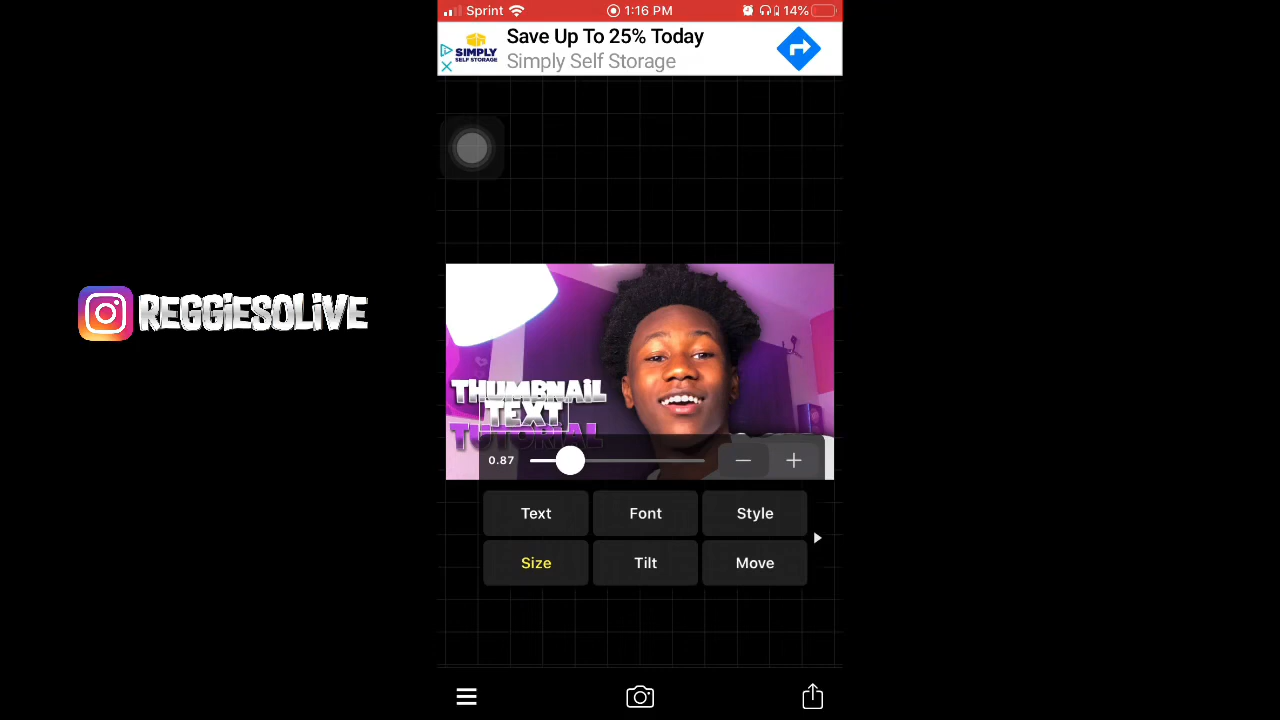 Sprint 1:16 PM 14%
Save Up To 25% Today
SIMPLY
SELF STORAGE
Simply Self Storage
REGGiESOLiVE
THUMBNAiL
TEXT
TUTORiAL
0.87
Text Font Style
Size Tilt Move